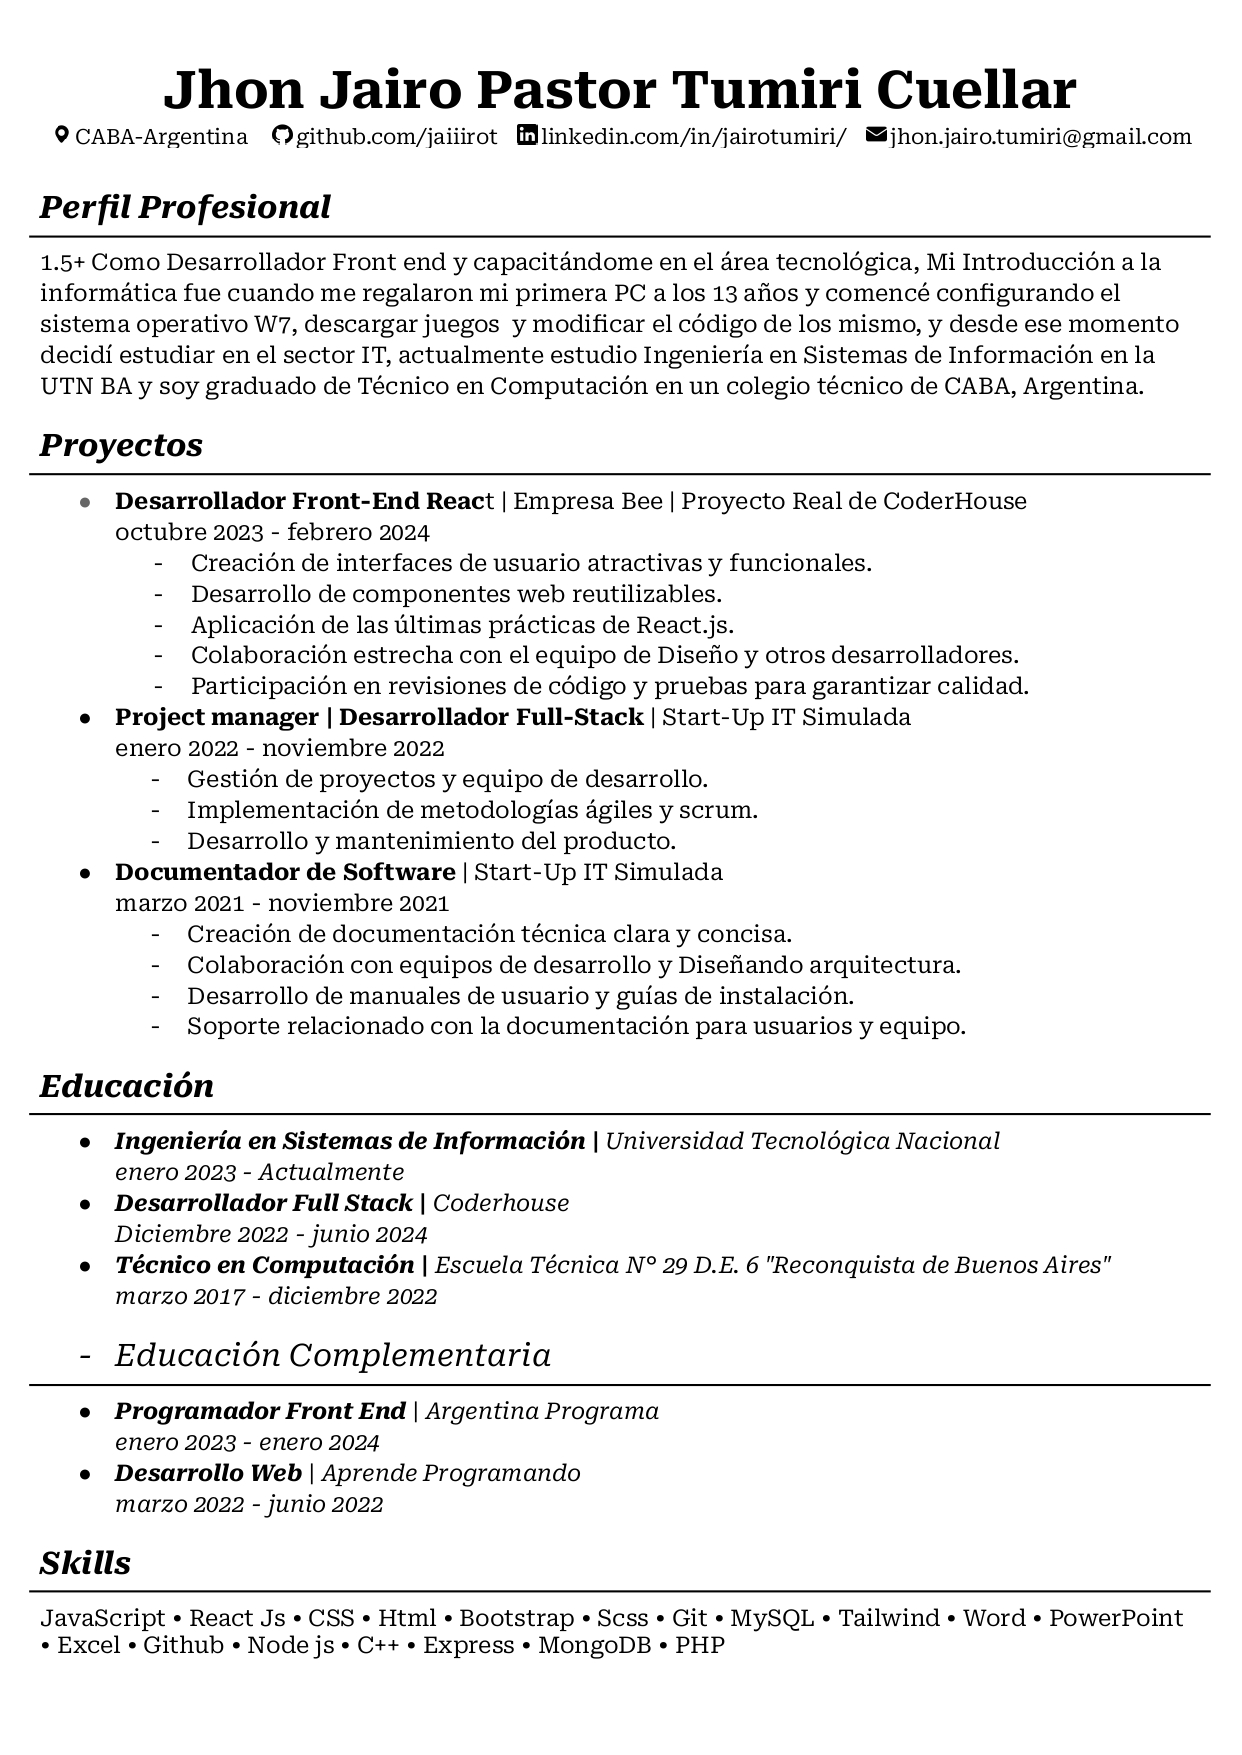 Jhon Jairo Pastor Tumiri Cuellar
CABA-Argentina github.com/jaiiirot linkedin.com/in/jairotumiri/ jhon.jairo.tumiri@gmail.com
Perfil Profesional
1.5+ Como Desarrollador Front end y capacitándome en el área tecnológica, Mi Introducción a la
informática fue cuando me regalaron mi primera PC a los 13 años y comencé configurando el
sistema operativo W7, descargar juegos  y modificar el código de los mismo, y desde ese momento
decidí estudiar en el sector IT, actualmente estudio Ingeniería en Sistemas de Información en la
UTN BA y soy graduado de Técnico en Computación en un colegio técnico de CABA, Argentina.
Proyectos
● Desarrollador Front-End React | Empresa Bee | Proyecto Real de CoderHouse
octubre 2023 - febrero 2024
- Creación de interfaces de usuario atractivas y funcionales.
- Desarrollo de componentes web reutilizables.
- Aplicación de las últimas prácticas de React.js.
- Colaboración estrecha con el equipo de Diseño y otros desarrolladores.
- Participación en revisiones de código y pruebas para garantizar calidad.
● Project manager | Desarrollador Full-Stack | Start-Up IT Simulada
enero 2022 - noviembre 2022
- Gestión de proyectos y equipo de desarrollo.
- Implementación de metodologías ágiles y scrum.
- Desarrollo y mantenimiento del producto.
● Documentador de Software | Start-Up IT Simulada
marzo 2021 - noviembre 2021
- Creación de documentación técnica clara y concisa.
- Colaboración con equipos de desarrollo y Diseñando arquitectura.
- Desarrollo de manuales de usuario y guías de instalación.
- Soporte relacionado con la documentación para usuarios y equipo.
Educación
● Ingeniería en Sistemas de Información | Universidad Tecnológica Nacional
enero 2023 - Actualmente
● Desarrollador Full Stack | Coderhouse
Diciembre 2022 - junio 2024
● Técnico en Computación | Escuela Técnica N° 29 D.E. 6 "Reconquista de Buenos Aires"
marzo 2017 - diciembre 2022
- Educación Complementaria
● Programador Front End | Argentina Programa
enero 2023 - enero 2024
● Desarrollo Web | Aprende Programando
marzo 2022 - junio 2022
Skills
JavaScript • React Js • CSS • Html • Bootstrap • Scss • Git • MySQL • Tailwind • Word • PowerPoint
• Excel • Github • Node js • C++ • Express • MongoDB • PHP